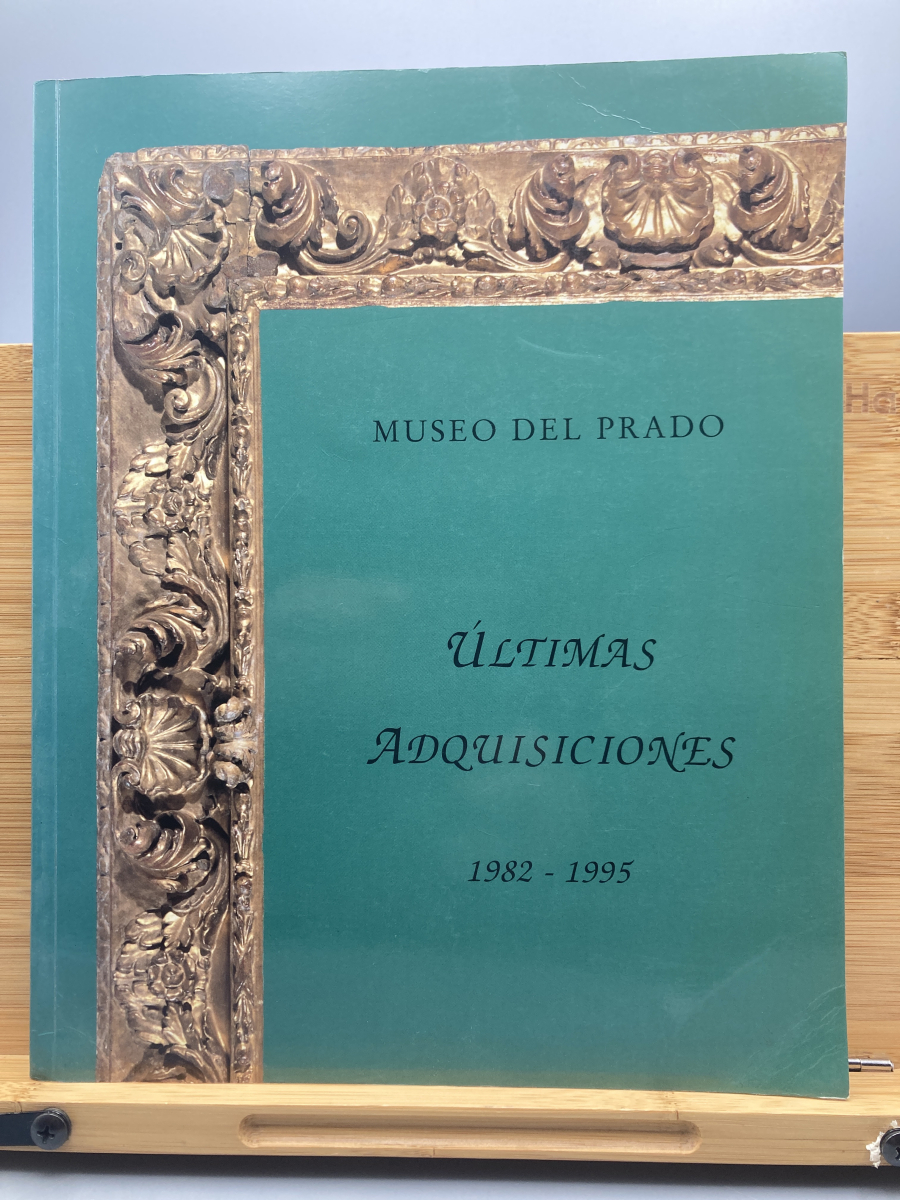 MUSEO DEL PRADO
ÚLTIMAS
ADQUISICIONES
1982 - 1995